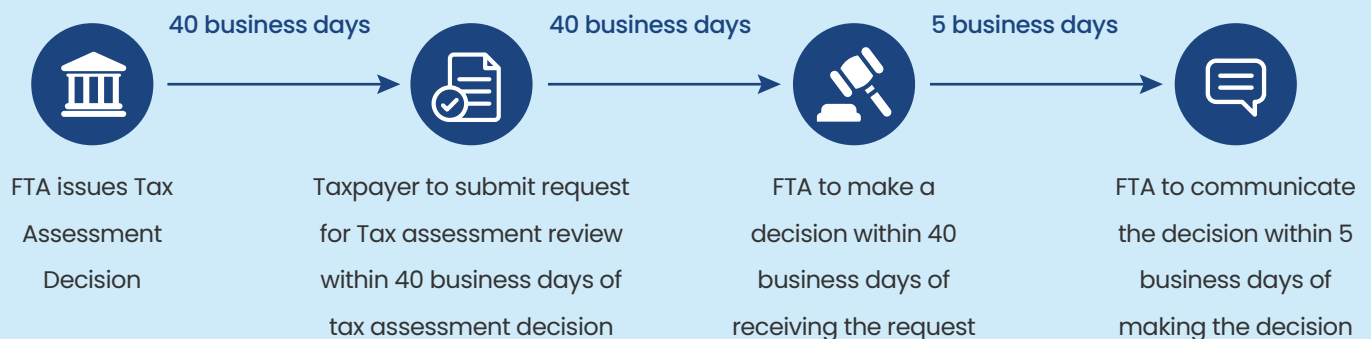 40 business days
40 business days
5 business days
FTA issues Tax
Assessment
Decision
Taxpayer to submit request
for Tax assessment review
within 40 business days of
tax assessment decision
FTA to make a
decision within 40
business days of
receiving the request
FTA to communicate
the decision within 5
business days of
making the decision